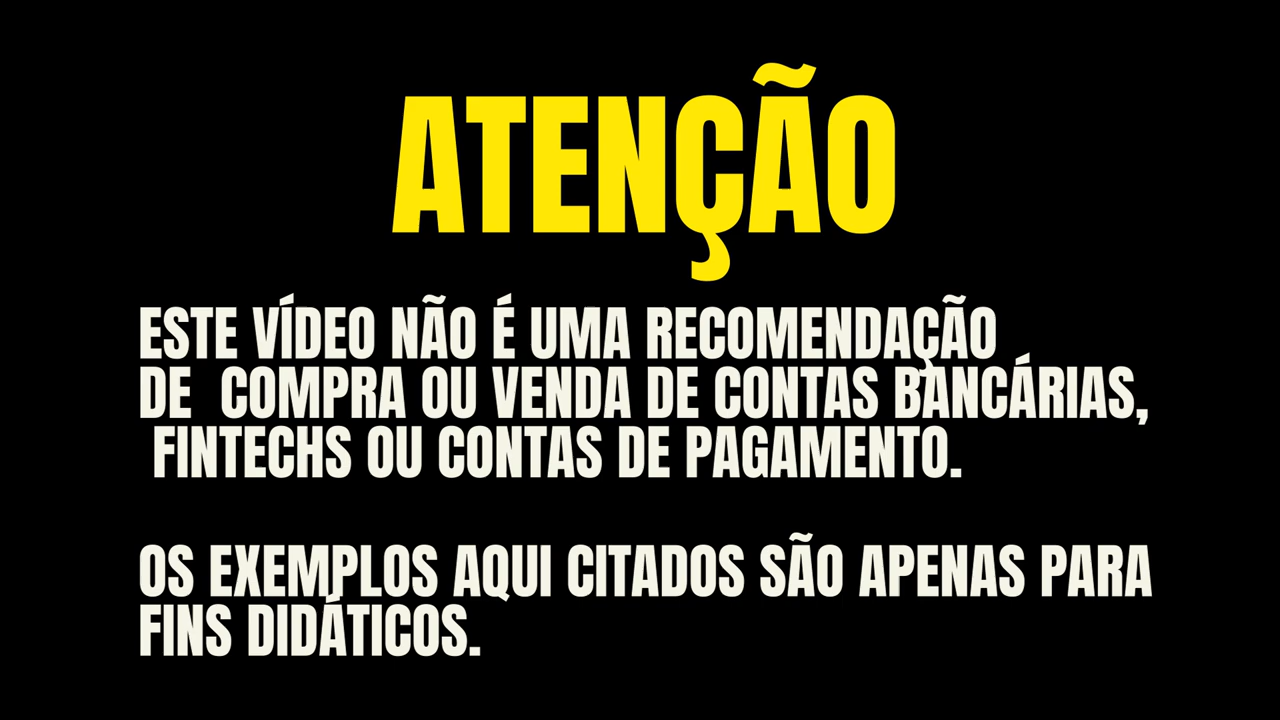 ATENÇÃO
ESTE VÍDEO NÃO É UMA RECOMENDAÇÃO
DE COMPRA OU VENDA DE CONTAS BANCÁRIAS,
FINTECHS OU CONTAS DE PAGAMENTO.
OS EXEMPLOS AQUI CITADOS SÃO APENAS PARA
FINS DIDÁTICOS.